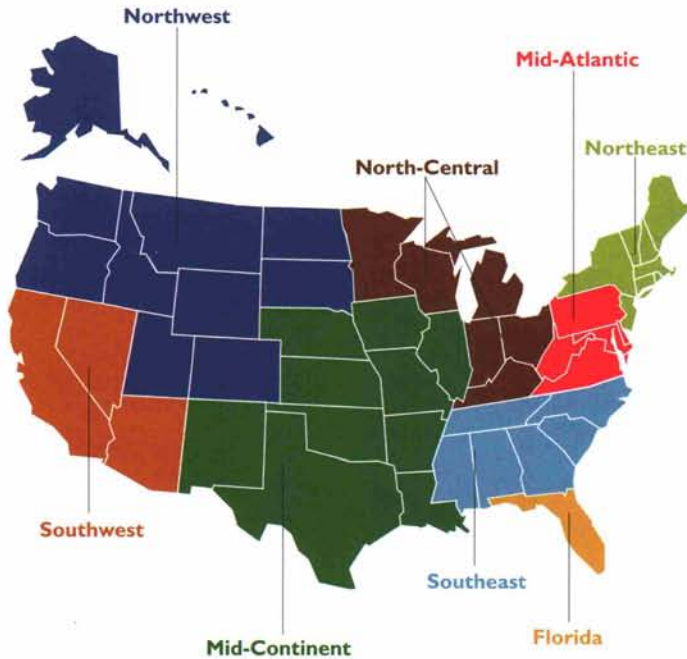 Northwest
Mid-Atlantic
Northeast
North-Central
Southwest
Southeast
Florida
Mid-Continent